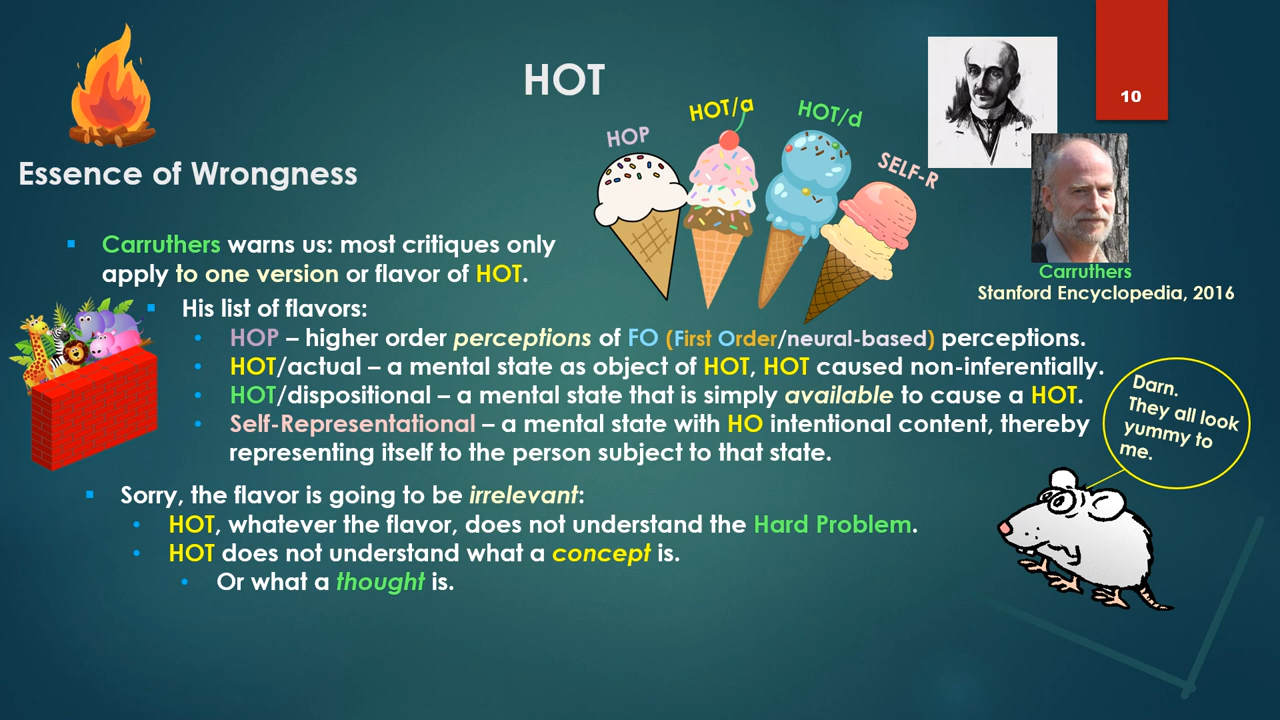 HOT
10
HOP
HOT/a
HOT/d
SELF-R
Essence of Wrongness
Carruthers
Stanford Encyclopedia, 2016
▪ Carruthers warns us: most critiques only
apply to one version or flavor of HOT.
▪ His list of flavors:
• HOP – higher order perceptions of FO (First Order/neural-based) perceptions.
• HOT/actual – a mental state as object of HOT, HOT caused non-inferentially.
• HOT/dispositional – a mental state that is simply available to cause a HOT.
• Self-Representational – a mental state with HO intentional content, thereby
representing itself to the person subject to that state.
Darn.
They all look
yummy to
me.
▪ Sorry, the flavor is going to be irrelevant:
• HOT, whatever the flavor, does not understand the Hard Problem.
• HOT does not understand what a concept is.
• Or what a thought is.